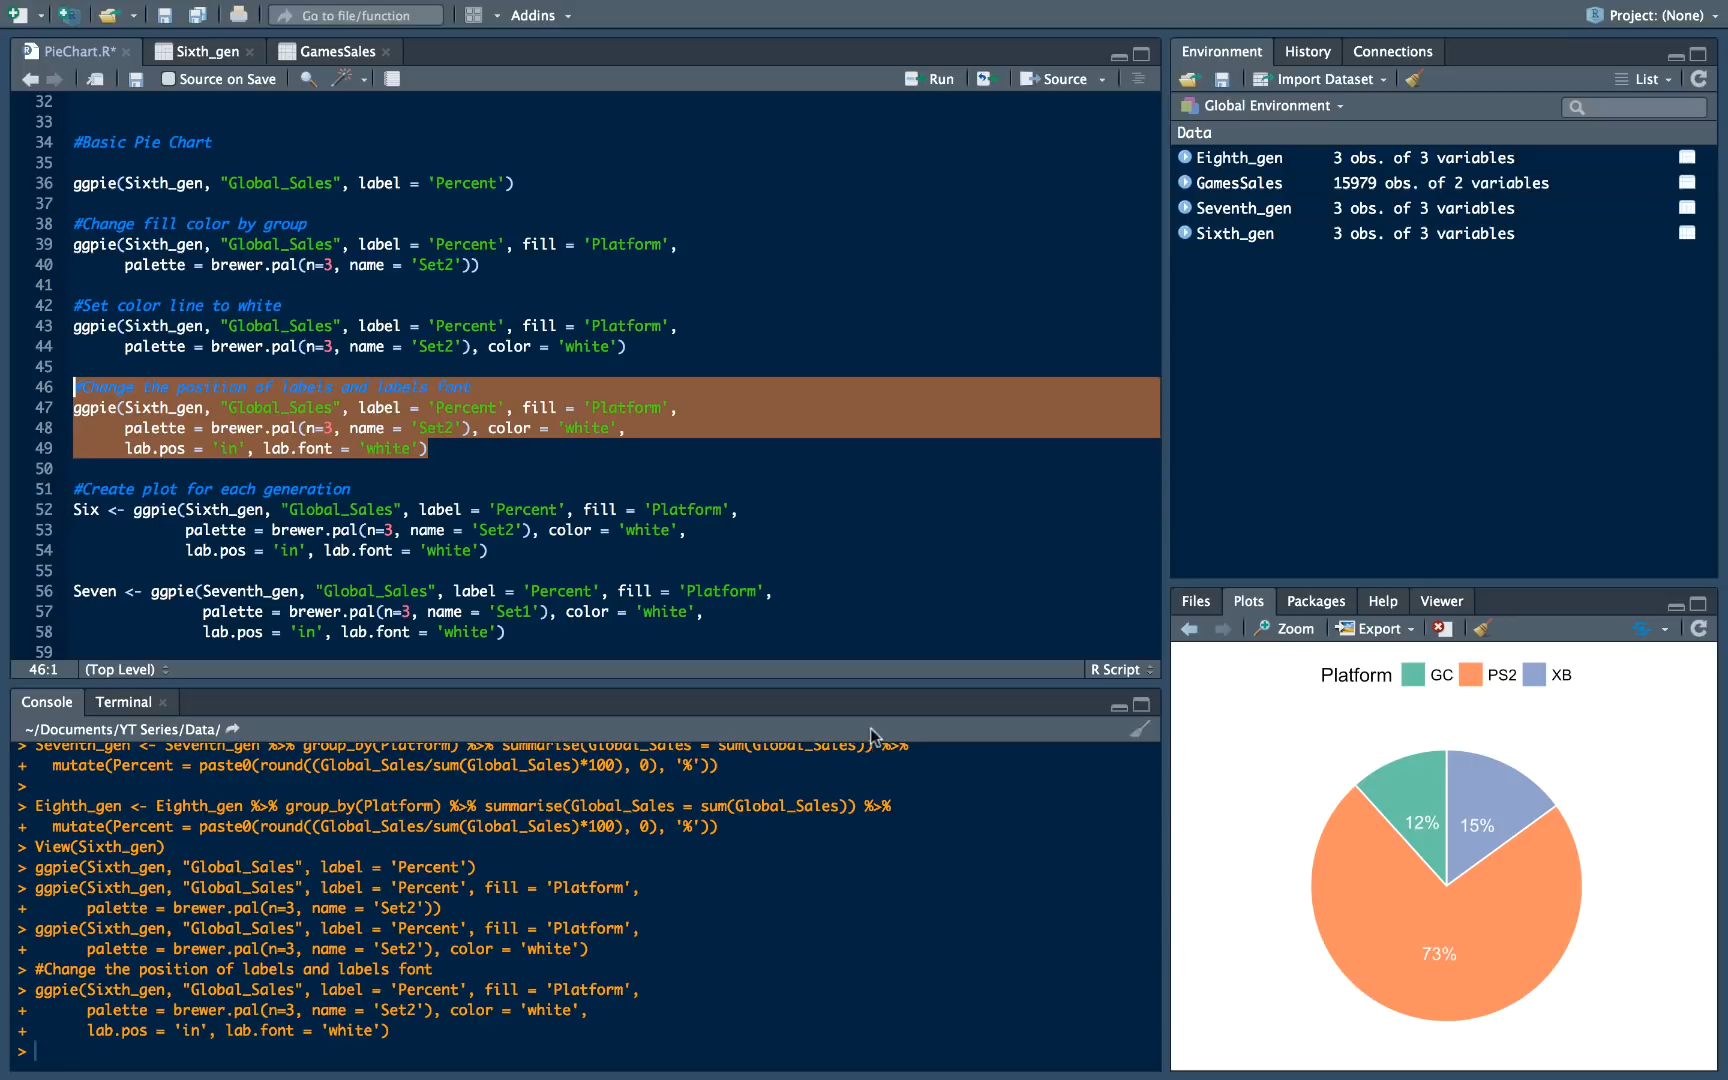 Go to file/function
Addins
Project: (None)
PieChart.R*
Sixth_gen
GamesSales
Source on Save
Run
Source
32
33
34 #Basic Pie Chart
35
36 ggpie(Sixth_gen, "Global_Sales", label = 'Percent')
37
38 #Change fill color by group
39 ggpie(Sixth_gen, "Global_Sales", label = 'Percent', fill = 'Platform',
40 palette = brewer.pal(n=3, name = 'Set2'))
41
42 #Set color line to white
43 ggpie(Sixth_gen, "Global_Sales", label = 'Percent', fill = 'Platform',
44 palette = brewer.pal(n=3, name = 'Set2'), color = 'white')
45
46 #Change the position of labels and labels font
47 ggpie(Sixth_gen, "Global_Sales", label = 'Percent', fill = 'Platform',
48 palette = brewer.pal(n=3, name = 'Set2'), color = 'white',
49 lab.pos = 'in', lab.font = 'white')
50
51 #Create plot for each generation
52 Six <- ggpie(Sixth_gen, "Global_Sales", label = 'Percent', fill = 'Platform',
53 palette = brewer.pal(n=3, name = 'Set2'), color = 'white',
54 lab.pos = 'in', lab.font = 'white')
55
56 Seven <- ggpie(Seventh_gen, "Global_Sales", label = 'Percent', fill = 'Platform',
57 palette = brewer.pal(n=3, name = 'Set1'), color = 'white',
58 lab.pos = 'in', lab.font = 'white')
59
46:1 (Top Level)
R Script
Console
Terminal
~/Documents/YT Series/Data/
> Seventh_gen <- Seventh_gen %>% group_by(Platform) %>% summarise(Global_Sales = sum(Global_Sales)) %>%
+ mutate(Percent = paste0(round((Global_Sales/sum(Global_Sales)*100), 0), '%'))
>
> Eighth_gen <- Eighth_gen %>% group_by(Platform) %>% summarise(Global_Sales = sum(Global_Sales)) %>%
+ mutate(Percent = paste0(round((Global_Sales/sum(Global_Sales)*100), 0), '%'))
> View(Sixth_gen)
> ggpie(Sixth_gen, "Global_Sales", label = 'Percent')
> ggpie(Sixth_gen, "Global_Sales", label = 'Percent', fill = 'Platform',
+ palette = brewer.pal(n=3, name = 'Set2'))
> ggpie(Sixth_gen, "Global_Sales", label = 'Percent', fill = 'Platform',
+ palette = brewer.pal(n=3, name = 'Set2'), color = 'white')
> #Change the position of labels and labels font
> ggpie(Sixth_gen, "Global_Sales", label = 'Percent', fill = 'Platform',
+ palette = brewer.pal(n=3, name = 'Set2'), color = 'white',
+ lab.pos = 'in', lab.font = 'white')
>
Environment
History
Connections
Import Dataset
List
Global Environment
Data
Eighth_gen 3 obs. of 3 variables
GamesSales 15979 obs. of 2 variables
Seventh_gen 3 obs. of 3 variables
Sixth_gen 3 obs. of 3 variables
Files
Plots
Packages
Help
Viewer
Zoom
Export
Platform GC PS2 XB
12%
15%
73%